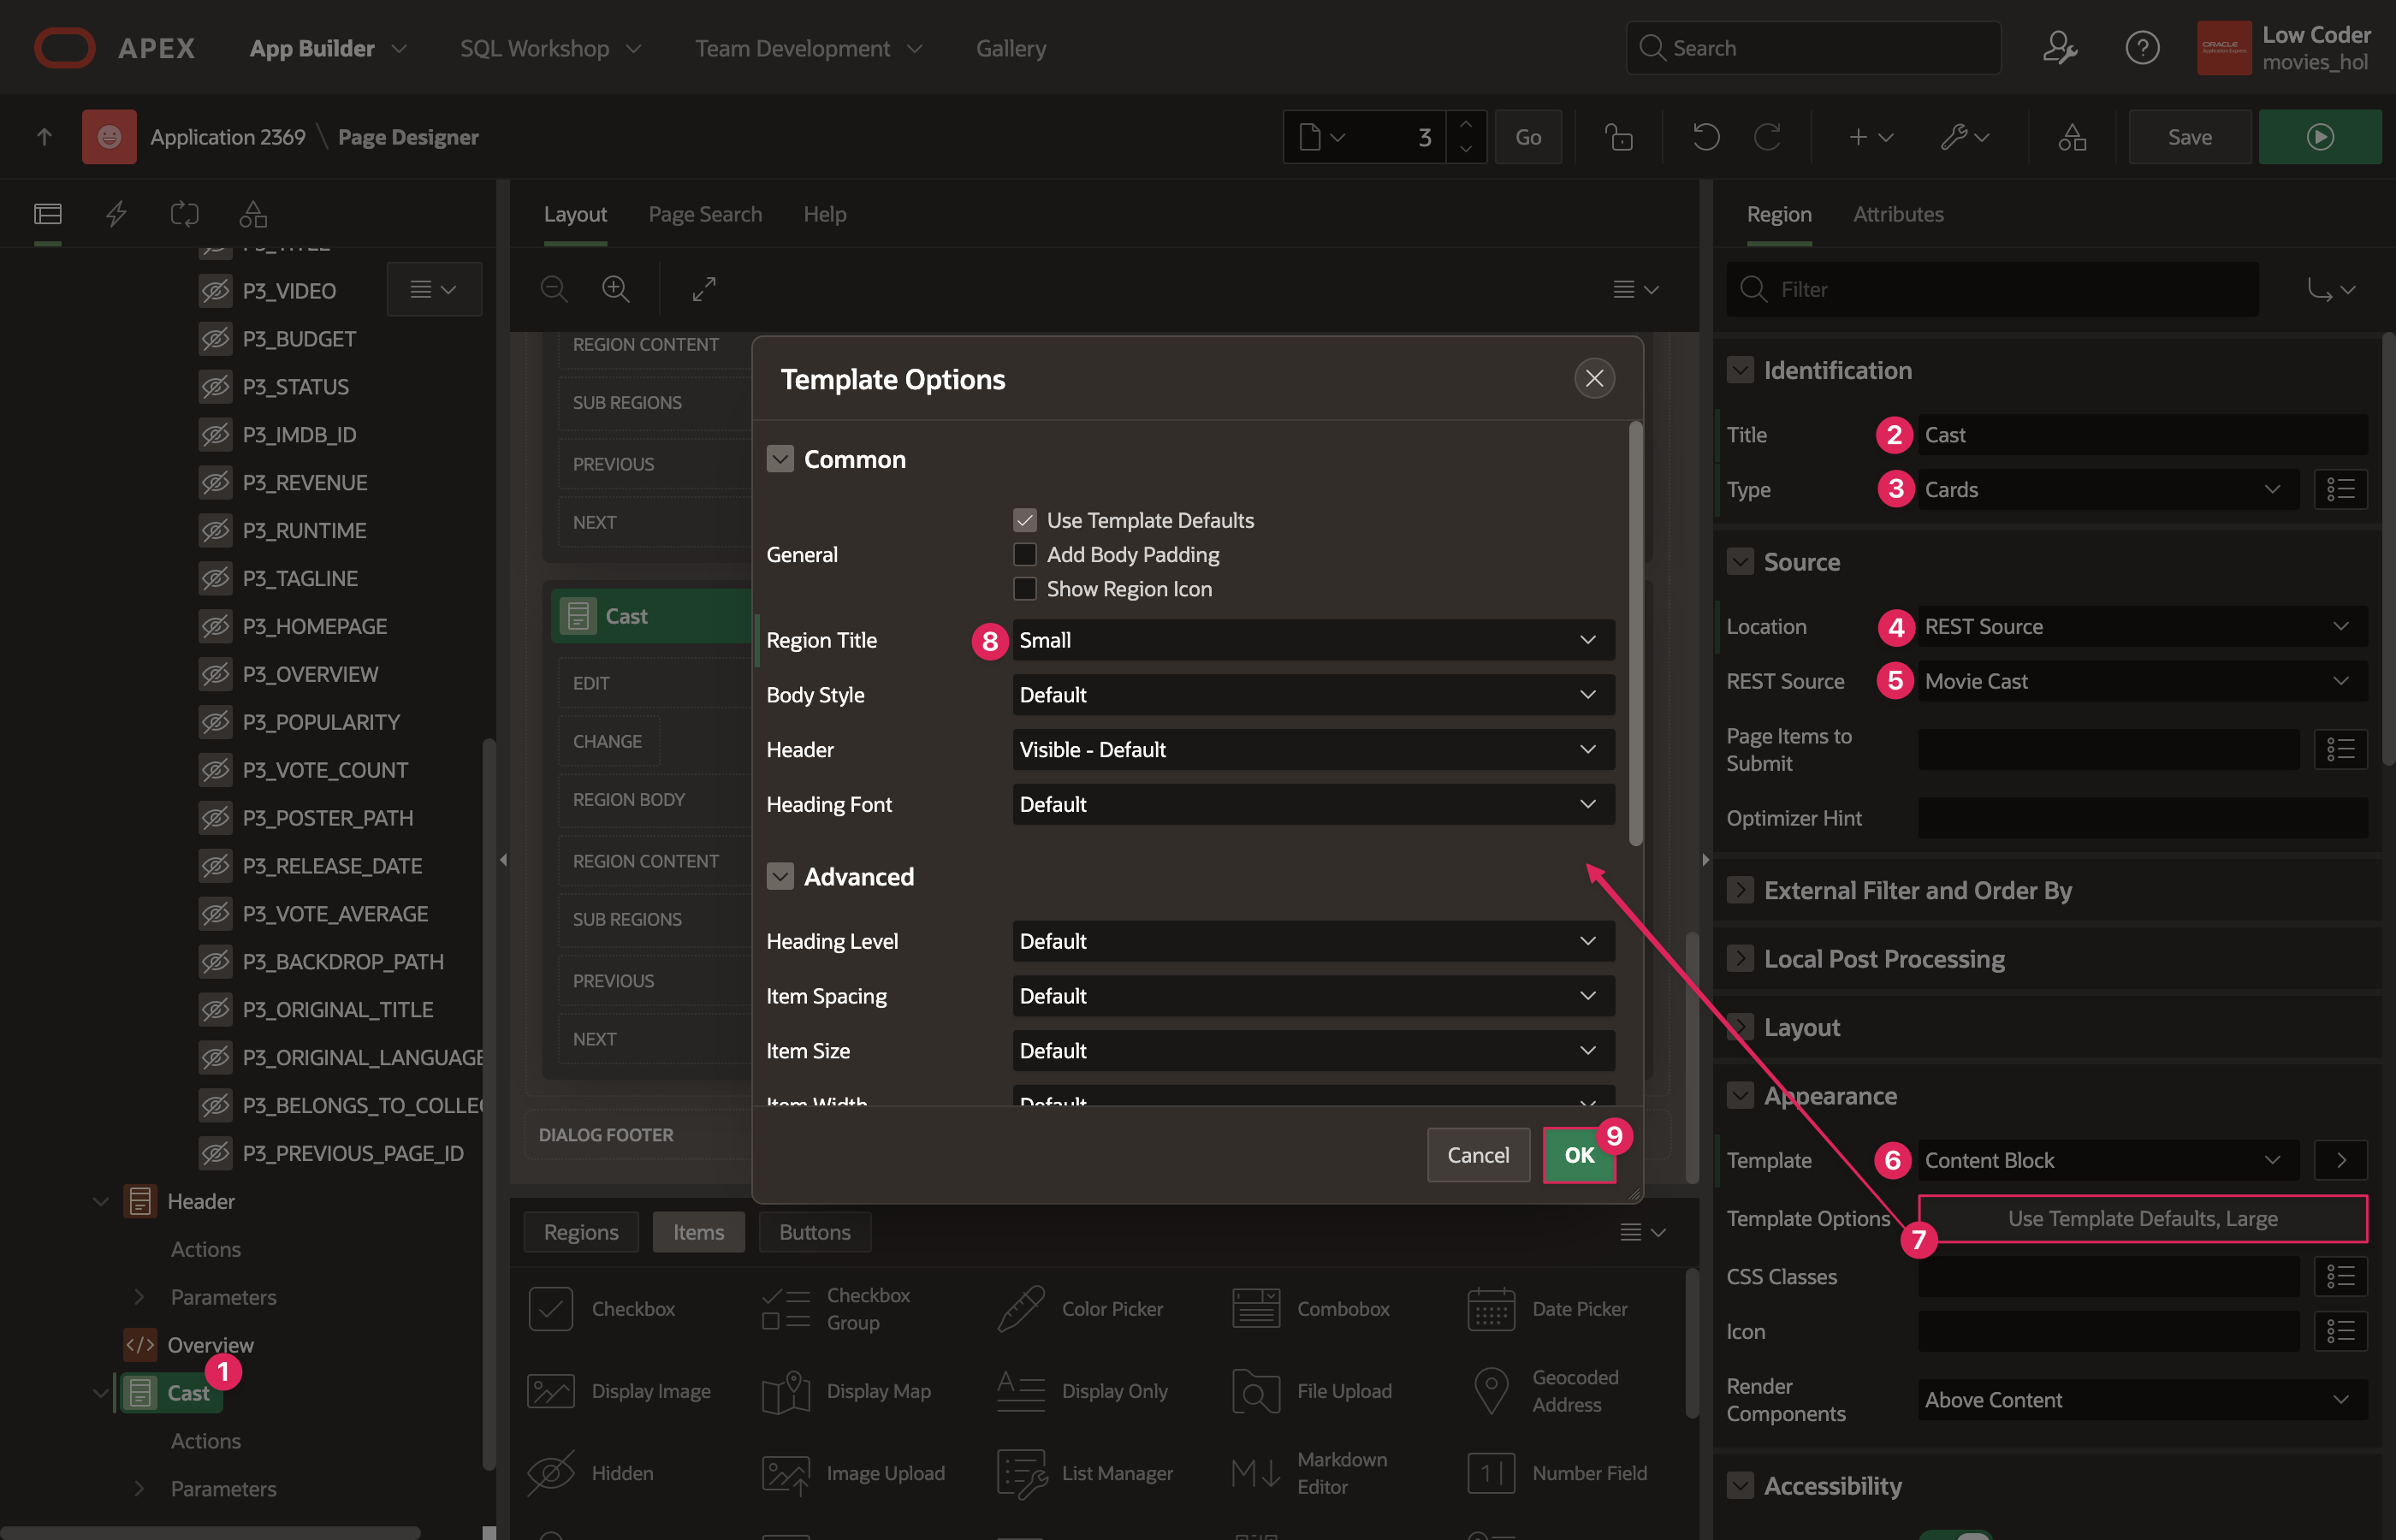 APEX
App Builder
SQL Workshop
Team Development
Gallery
Search
Low Coder
movies_hol
Application 2369 \ Page Designer
3
Go
Save
P3_TITLE
P3_VIDEO
P3_BUDGET
P3_STATUS
P3_IMDB_ID
P3_REVENUE
P3_RUNTIME
P3_TAGLINE
P3_HOMEPAGE
P3_OVERVIEW
P3_POPULARITY
P3_VOTE_COUNT
P3_POSTER_PATH
P3_RELEASE_DATE
P3_VOTE_AVERAGE
P3_BACKDROP_PATH
P3_ORIGINAL_TITLE
P3_ORIGINAL_LANGUAGE
P3_BELONGS_TO_COLLEC
P3_PREVIOUS_PAGE_ID
Header
Actions
Parameters
Overview
1
Cast
Actions
Parameters
Layout
Page Search
Help
REGION CONTENT
SUB REGIONS
PREVIOUS
NEXT
Cast
EDIT
CHANGE
REGION BODY
REGION CONTENT
SUB REGIONS
PREVIOUS
NEXT
DIALOG FOOTER
Template Options
Common
General
Use Template Defaults
Add Body Padding
Show Region Icon
Region Title
8
Small
Body Style
Default
Header
Visible - Default
Heading Font
Default
Advanced
Heading Level
Default
Item Spacing
Default
Item Size
Default
Item Width
Default
Cancel
OK
9
Regions
Items
Buttons
Checkbox
Checkbox
Group
Color Picker
Combobox
Date Picker
Display Image
Display Map
Display Only
File Upload
Geocoded
Address
Hidden
Image Upload
List Manager
Markdown
Editor
Number Field
Region
Attributes
Filter
Identification
Title
2
Cast
Type
3
Cards
Source
Location
4
REST Source
REST Source
5
Movie Cast
Page Items to
Submit
Optimizer Hint
External Filter and Order By
Local Post Processing
Layout
Appearance
Template
6
Content Block
Template Options
Use Template Defaults, Large
7
CSS Classes
Icon
Render
Components
Above Content
Accessibility